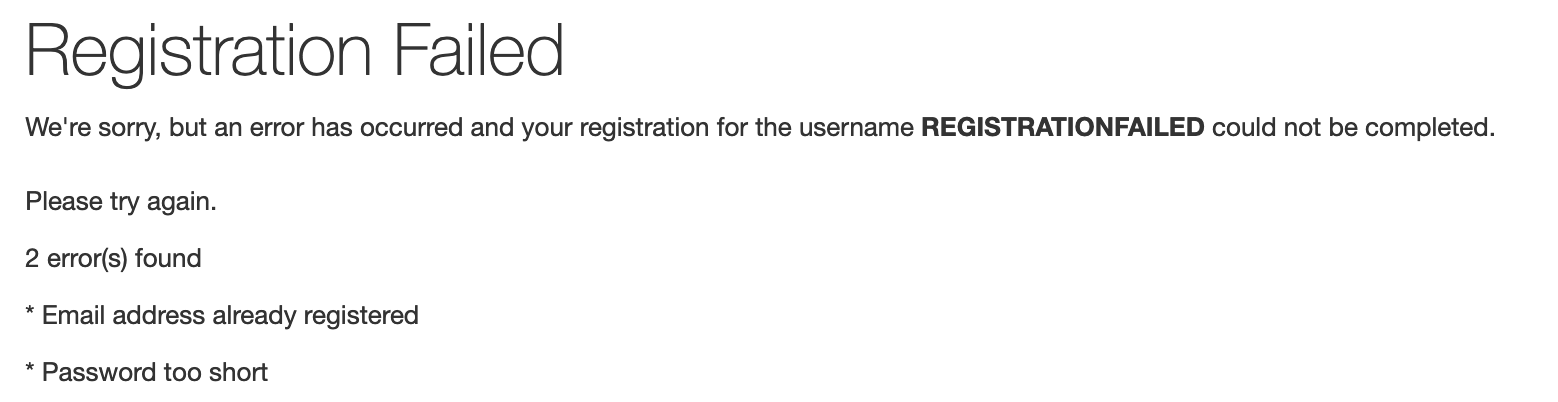 Registration Failed
We're sorry, but an error has occurred and your registration for the username REGISTRATIONFAILED could not be completed.
Please try again.
2 error(s) found
* Email address already registered
* Password too short